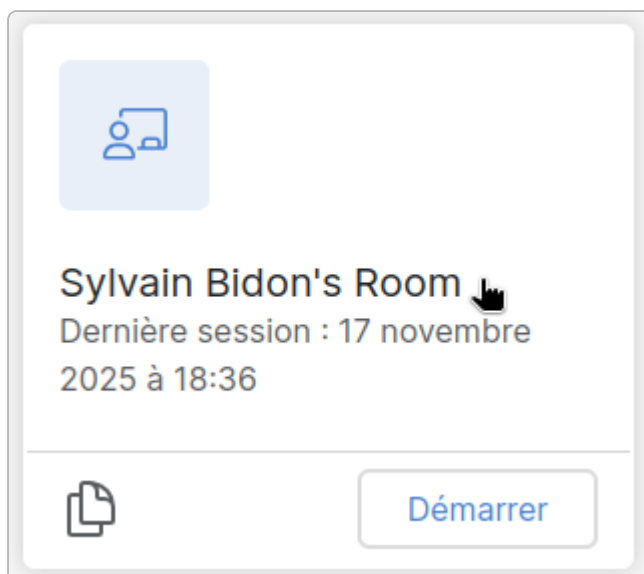 Sylvain Bidon's Room
Dernière session : 17 novembre
2025 à 18:36
Démarrer